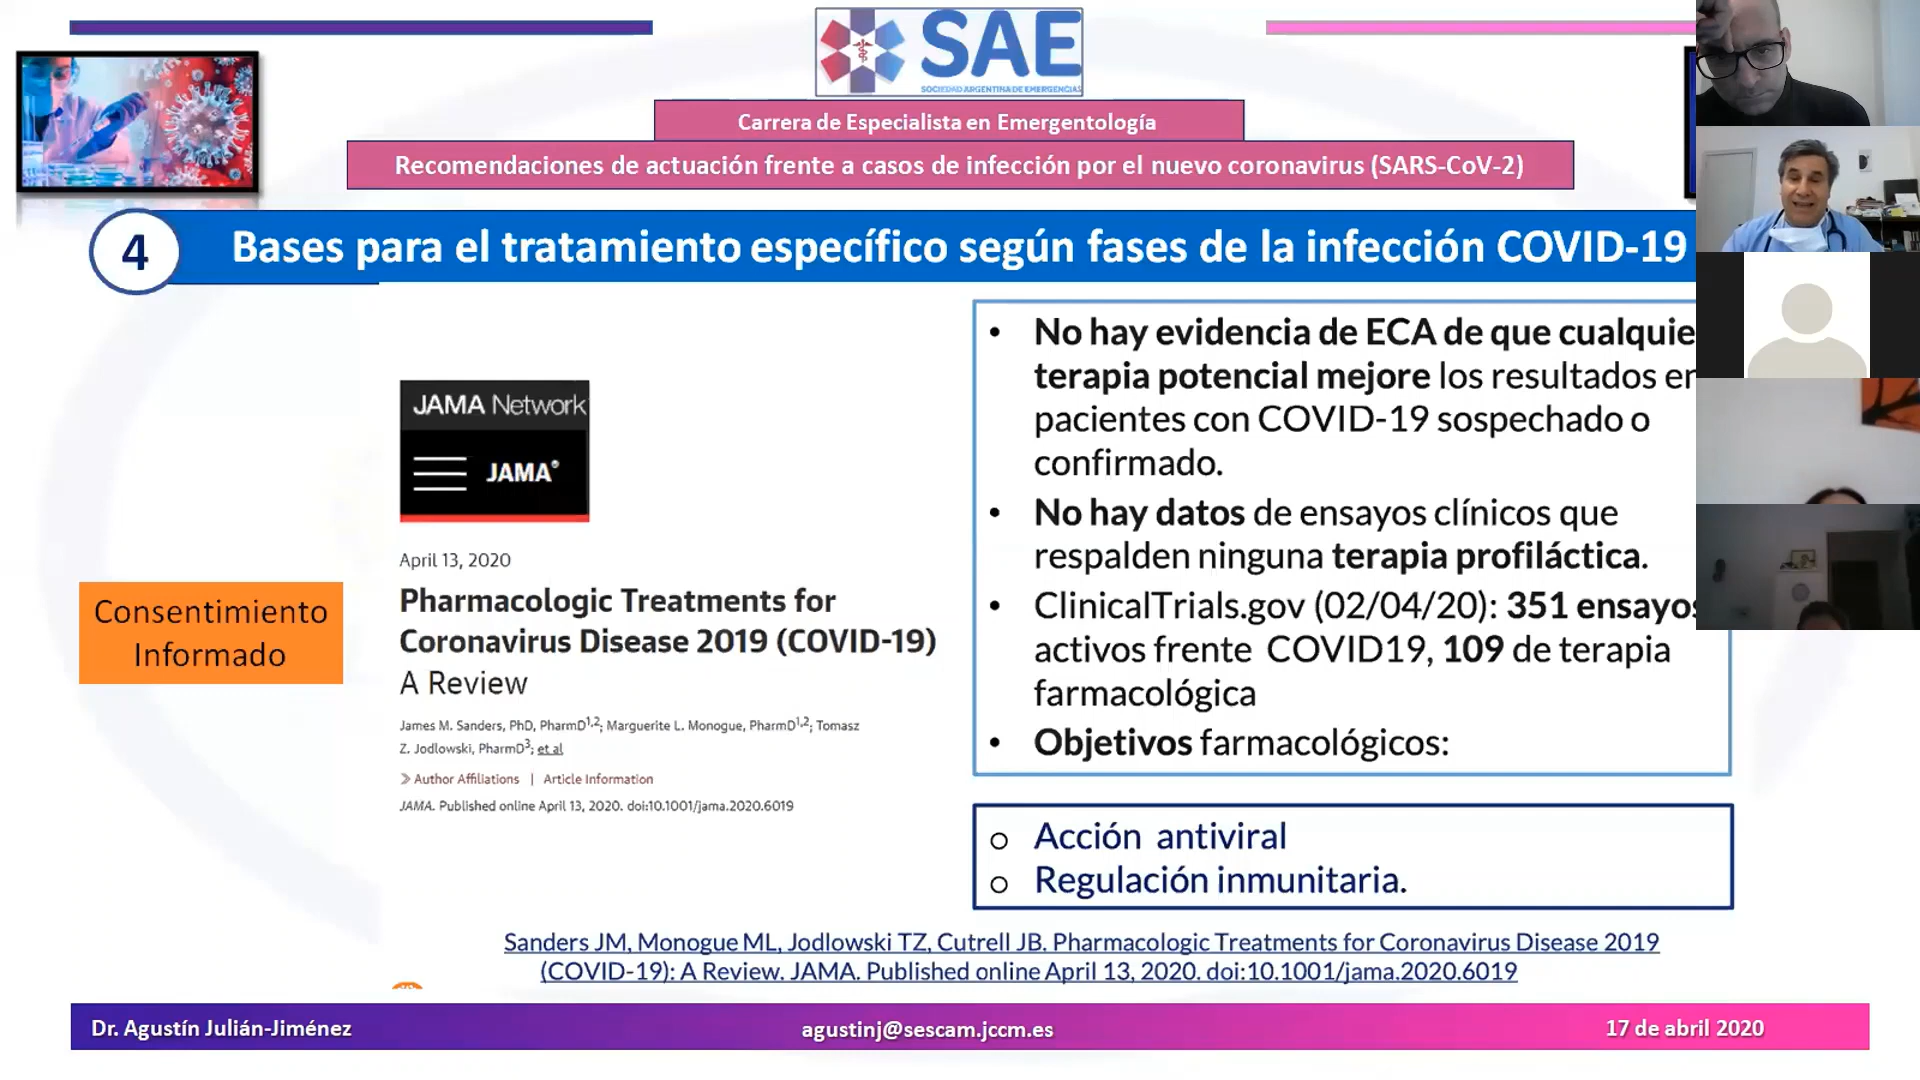 SAE
SOCIEDAD ARGENTINA DE EMERGENCIAS
Carrera de Especialista en Emergentología
Recomendaciones de actuación frente a casos de infección por el nuevo coronavirus (SARS-CoV-2)
4
Bases para el tratamiento específico según fases de la infección COVID-19
JAMA Network
JAMA®
April 13, 2020
Pharmacologic Treatments for
Coronavirus Disease 2019 (COVID-19)
A Review
James M. Sanders, PhD, PharmD1,2; Marguerite L. Monogue, PharmD1,2; Tomasz
Z. Jodlowski, PharmD3; et al
Author Affiliations | Article Information
JAMA. Published online April 13, 2020. doi:10.1001/jama.2020.6019
Consentimiento
Informado
• No hay evidencia de ECA de que cualquie
terapia potencial mejore los resultados en
pacientes con COVID-19 sospechado o
confirmado.
• No hay datos de ensayos clínicos que
respalden ninguna terapia profiláctica.
• ClinicalTrials.gov (02/04/20): 351 ensayos
activos frente COVID19, 109 de terapia
farmacológica
• Objetivos farmacológicos:
o Acción antiviral
o Regulación inmunitaria.
Sanders JM, Monogue ML, Jodlowski TZ, Cutrell JB. Pharmacologic Treatments for Coronavirus Disease 2019
(COVID-19): A Review. JAMA. Published online April 13, 2020. doi:10.1001/jama.2020.6019
Dr. Agustín Julián-Jiménez
agustinj@sescam.jccm.es
17 de abril 2020